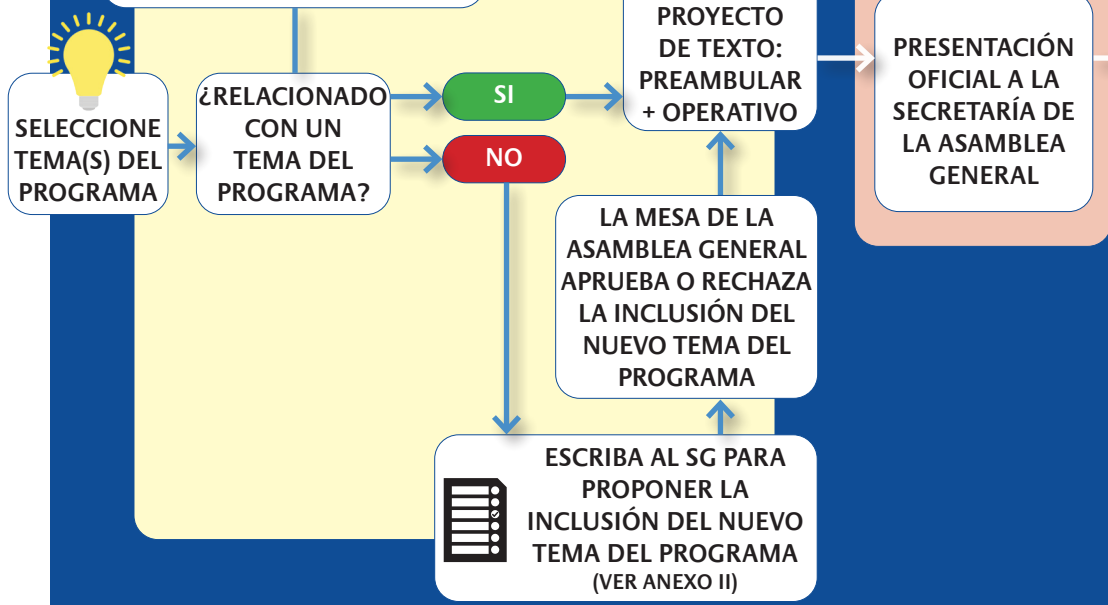 SELECCIONE
TEMA(S) DEL
PROGRAMA
¿RELACIONADO
CON UN
TEMA DEL
PROGRAMA?
SI
NO
PROYECTO
DE TEXTO:
PREAMBULAR
+ OPERATIVO
PRESENTACIÓN
OFICIAL A LA
SECRETARÍA DE
LA ASAMBLEA
GENERAL
LA MESA DE LA
ASAMBLEA GENERAL
APRUEBA O RECHAZA
LA INCLUSIÓN DEL
NUEVO TEMA DEL
PROGRAMA
ESCRIBA AL SG PARA
PROPONER LA
INCLUSIÓN DEL NUEVO
TEMA DEL PROGRAMA
(VER ANEXO II)